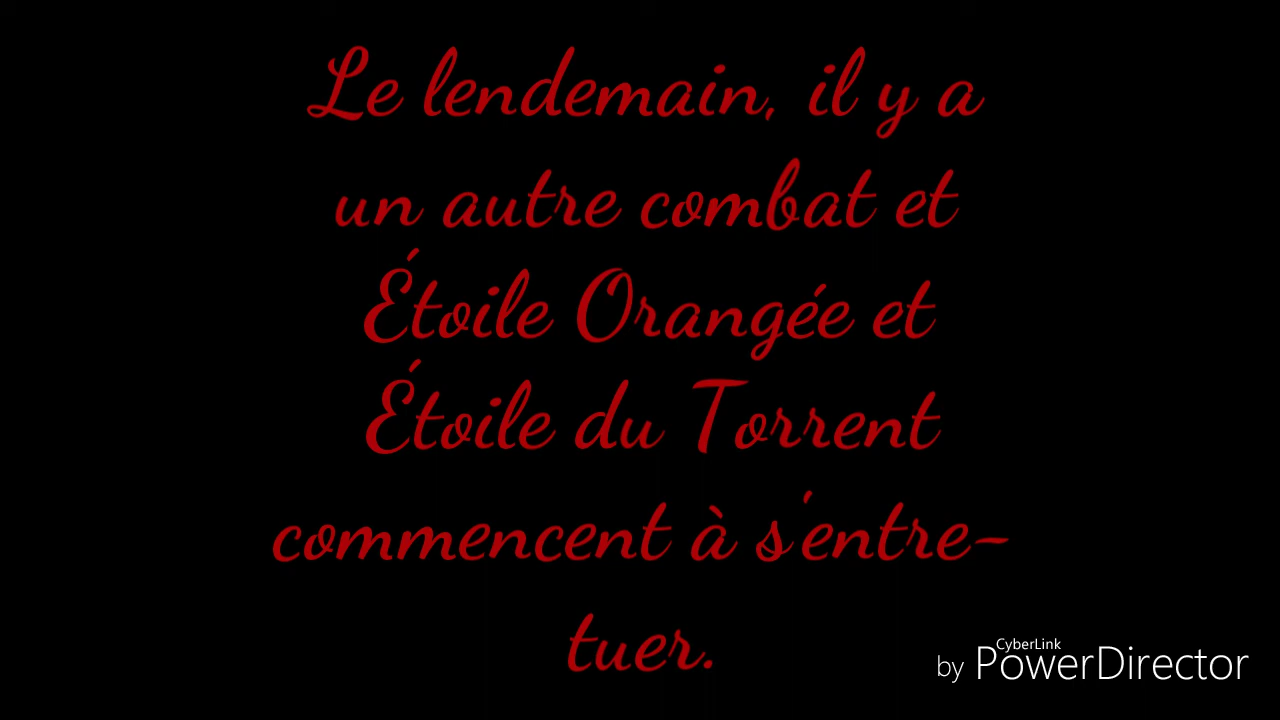 Le lendemain, il y a
un autre combat et
Étoile Orangée et
Étoile du Torrent
commencent à s'entre-
tuer.
CyberLink
by PowerDirector